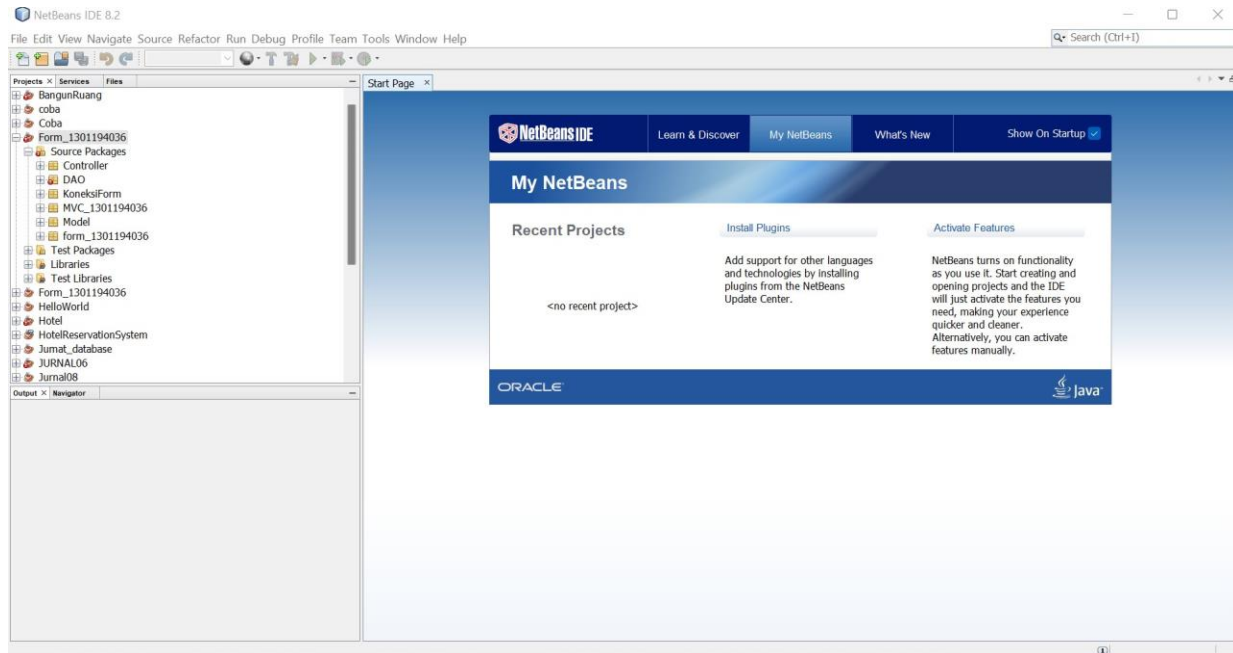 NetBeans IDE 8.2
File Edit View Navigate Source Refactor Run Debug Profile Team Tools Window Help
Search (Ctrl+I)
Projects × Services Files
Start Page ×
BangunRuang
coba
Coba
Form_1301194036
Source Packages
Controller
DAO
KoneksiForm
MVC_1301194036
Model
form_1301194036
Test Packages
Libraries
Test Libraries
Form_1301194036
HelloWorld
Hotel
HotelReservationSystem
Jumat_database
JURNAL06
Jurnal08
Output × Navigator
NetBeans IDE
Learn & Discover
My NetBeans
What's New
Show On Startup
My NetBeans
Recent Projects
<no recent project>
Install Plugins
Add support for other languages
and technologies by installing
plugins from the NetBeans
Update Center.
Activate Features
NetBeans turns on functionality
as you use it. Start creating and
opening projects and the IDE
will just activate the features you
need, making your experience
quicker and cleaner.
Alternatively, you can activate
features manually.
ORACLE
Java
1